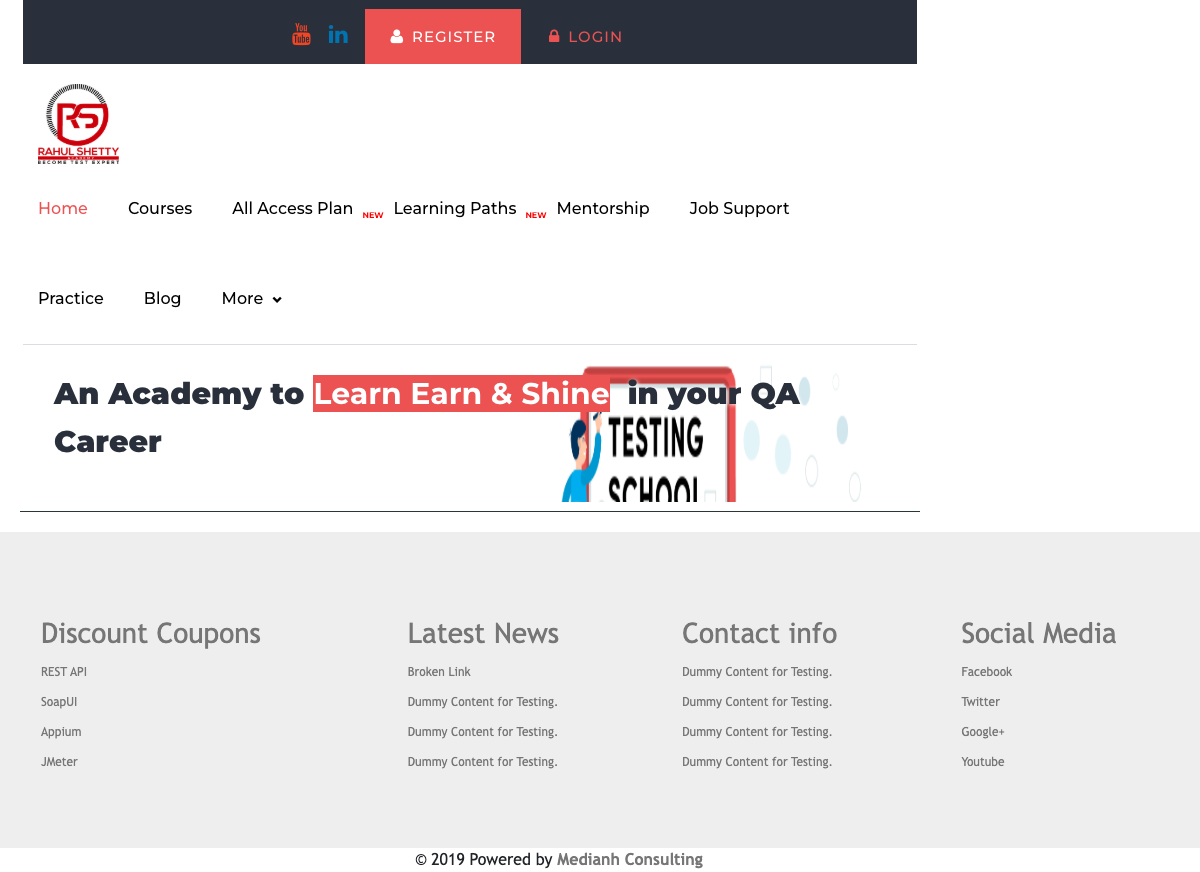 You Tube in REGISTER LOGIN
RS
RAHUL SHETTY
ACADEMY
BECOME TEST EXPERT
Home Courses All Access Plan NEW Learning Paths NEW Mentorship Job Support
Practice Blog More
An Academy to Learn Earn & Shine in your QA
Career
TESTING
SCHOOL
Discount Coupons Latest News Contact info Social Media
REST API Broken Link Dummy Content for Testing. Facebook
SoapUI Dummy Content for Testing. Dummy Content for Testing. Twitter
Appium Dummy Content for Testing. Dummy Content for Testing. Google+
JMeter Dummy Content for Testing. Dummy Content for Testing. Youtube
© 2019 Powered by Medianh Consulting